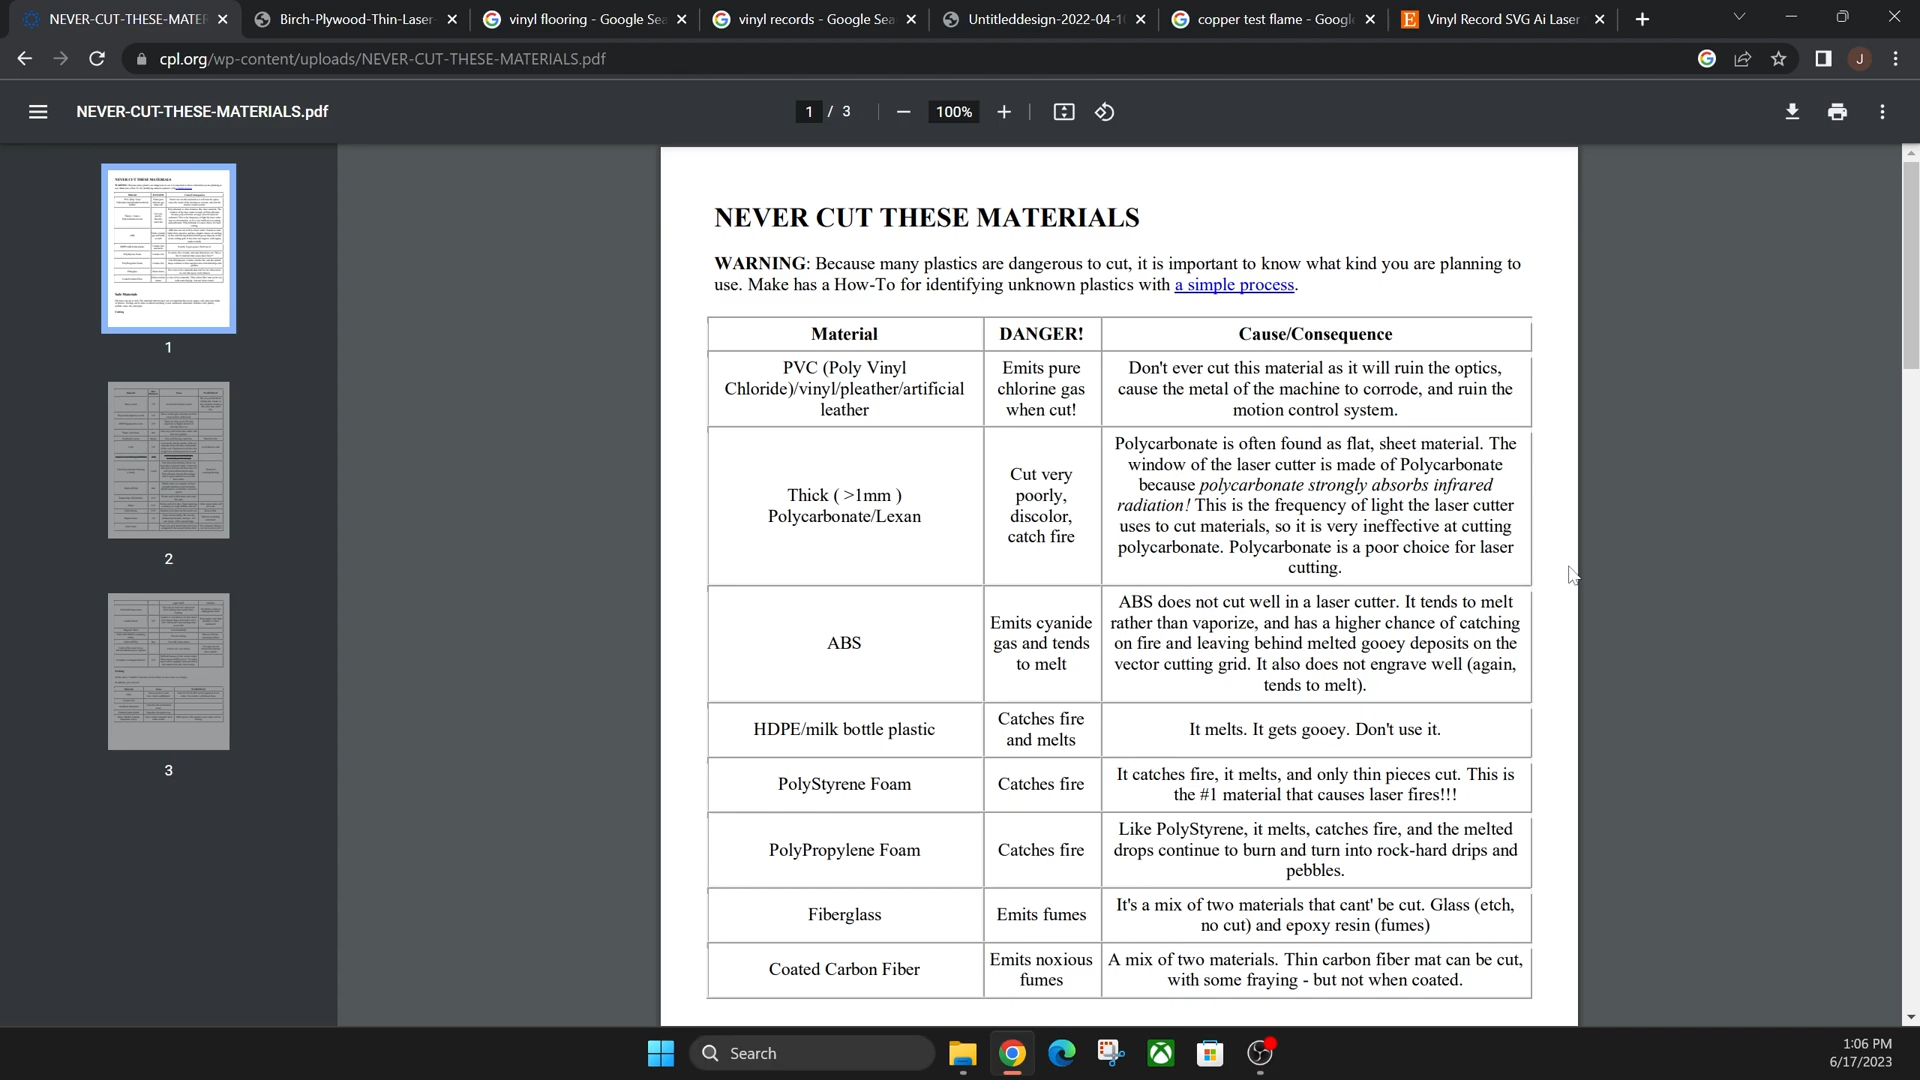 NEVER-CUT-THESE-MATER
Birch-Plywood-Thin-Laser-
vinyl flooring - Google Sea
vinyl records - Google Sea
Untitleddesign-2022-04-1
copper test flame - Google
Vinyl Record SVG Ai Laser
cpl.org/wp-content/uploads/NEVER-CUT-THESE-MATERIALS.pdf
J
NEVER-CUT-THESE-MATERIALS.pdf
1 / 3
100%
1
2
3
NEVER CUT THESE MATERIALS
WARNING: Because many plastics are dangerous to cut, it is important to know what kind you are planning to
use. Make has a How-To for identifying unknown plastics with a simple process.
Material
DANGER!
Cause/Consequence
PVC (Poly Vinyl
Chloride)/vinyl/pleather/artificial
leather
Emits pure
chlorine gas
when cut!
Don't ever cut this material as it will ruin the optics,
cause the metal of the machine to corrode, and ruin the
motion control system.
Thick ( >1mm )
Polycarbonate/Lexan
Cut very
poorly,
discolor,
catch fire
Polycarbonate is often found as flat, sheet material. The
window of the laser cutter is made of Polycarbonate
because polycarbonate strongly absorbs infrared
radiation! This is the frequency of light the laser cutter
uses to cut materials, so it is very ineffective at cutting
polycarbonate. Polycarbonate is a poor choice for laser
cutting.
ABS
Emits cyanide
gas and tends
to melt
ABS does not cut well in a laser cutter. It tends to melt
rather than vaporize, and has a higher chance of catching
on fire and leaving behind melted gooey deposits on the
vector cutting grid. It also does not engrave well (again,
tends to melt).
HDPE/milk bottle plastic
Catches fire
and melts
It melts. It gets gooey. Don't use it.
PolyStyrene Foam
Catches fire
It catches fire, it melts, and only thin pieces cut. This is
the #1 material that causes laser fires!!!
PolyPropylene Foam
Catches fire
Like PolyStyrene, it melts, catches fire, and the melted
drops continue to burn and turn into rock-hard drips and
pebbles.
Fiberglass
Emits fumes
It's a mix of two materials that cant' be cut. Glass (etch,
no cut) and epoxy resin (fumes)
Coated Carbon Fiber
Emits noxious
fumes
A mix of two materials. Thin carbon fiber mat can be cut,
with some fraying - but not when coated.
Search
1:06 PM
6/17/2023